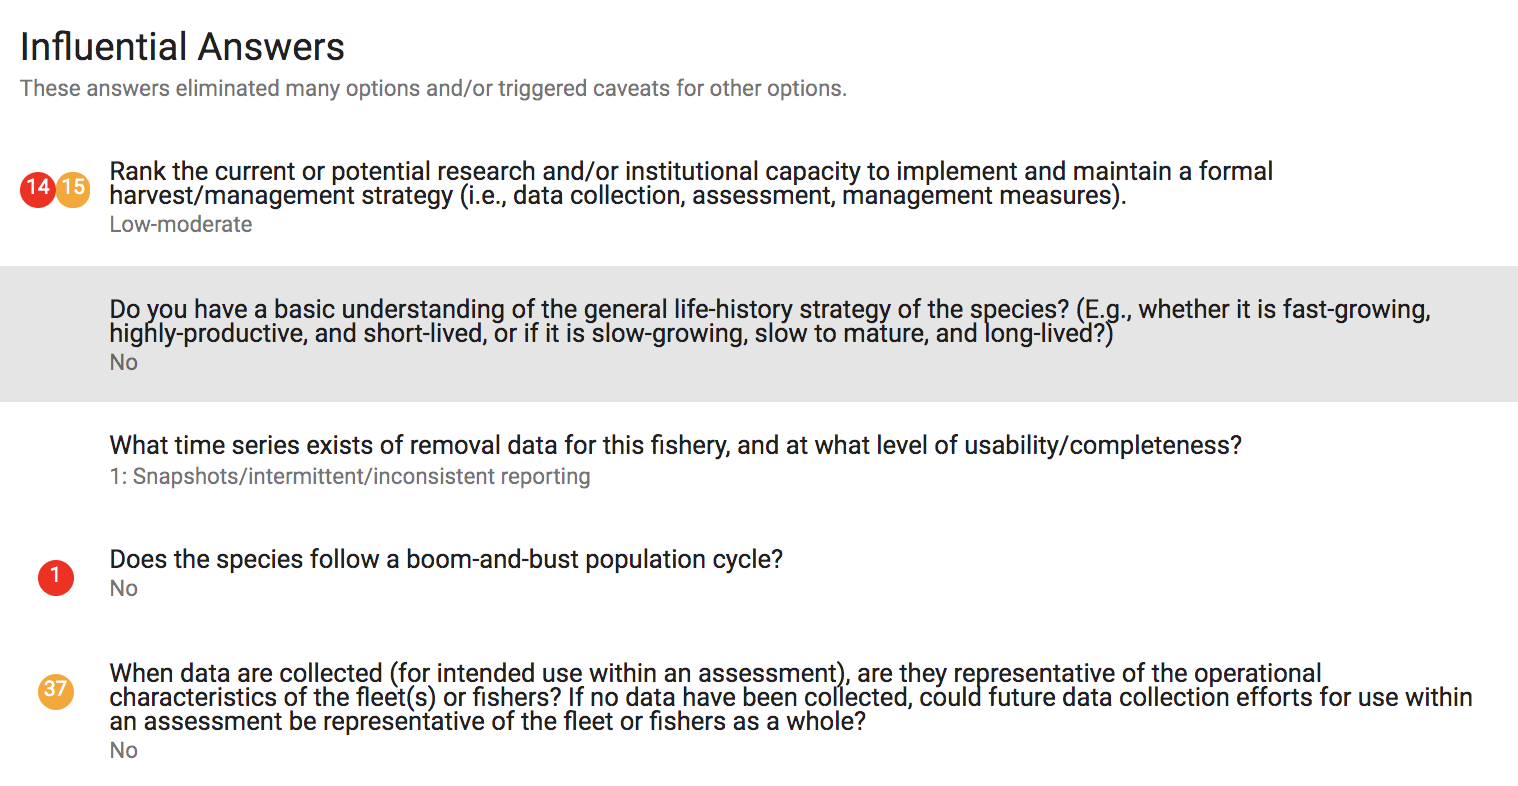 Influential Answers
These answers eliminated many options and/or triggered caveats for other options.
14 15
Rank the current or potential research and/or institutional capacity to implement and maintain a formal
harvest/management strategy (i.e., data collection, assessment, management measures).
Low-moderate
Do you have a basic understanding of the general life-history strategy of the species? (E.g., whether it is fast-growing,
highly-productive, and short-lived, or if it is slow-growing, slow to mature, and long-lived?)
No
What time series exists of removal data for this fishery, and at what level of usability/completeness?
1: Snapshots/intermittent/inconsistent reporting
1
Does the species follow a boom-and-bust population cycle?
No
37
When data are collected (for intended use within an assessment), are they representative of the operational
characteristics of the fleet(s) or fishers? If no data have been collected, could future data collection efforts for use within
an assessment be representative of the fleet or fishers as a whole?
No